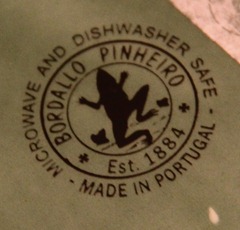 MICROWAVE AND DISHWASHER SAFE -
MADE IN PORTUGAL -
BORDALLO PINHEIRO
Est. 1884